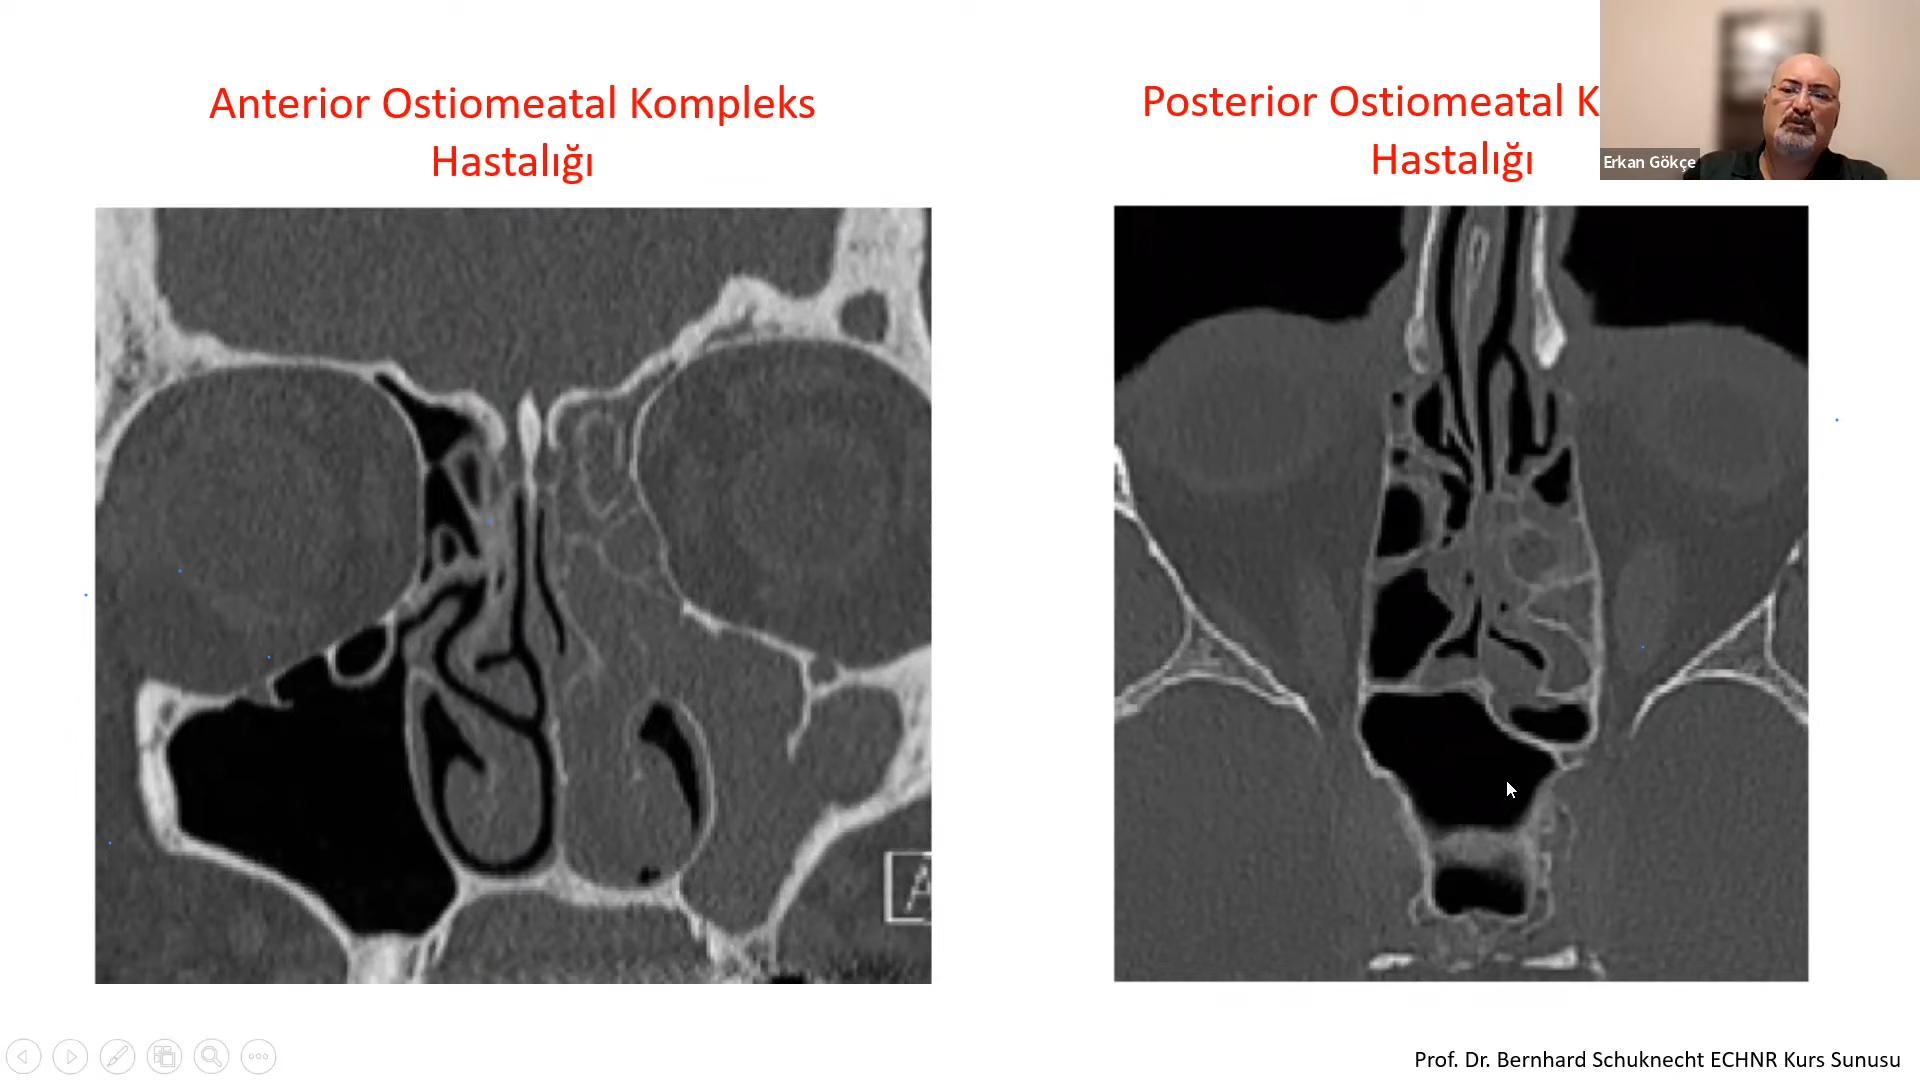 Anterior Ostiomeatal Kompleks
Hastalığı
Posterior Ostiomeatal K
Hastalığı
Erkan Gökçe
A
Prof. Dr. Bernhard Schuknecht ECHNR Kurs Sunusu